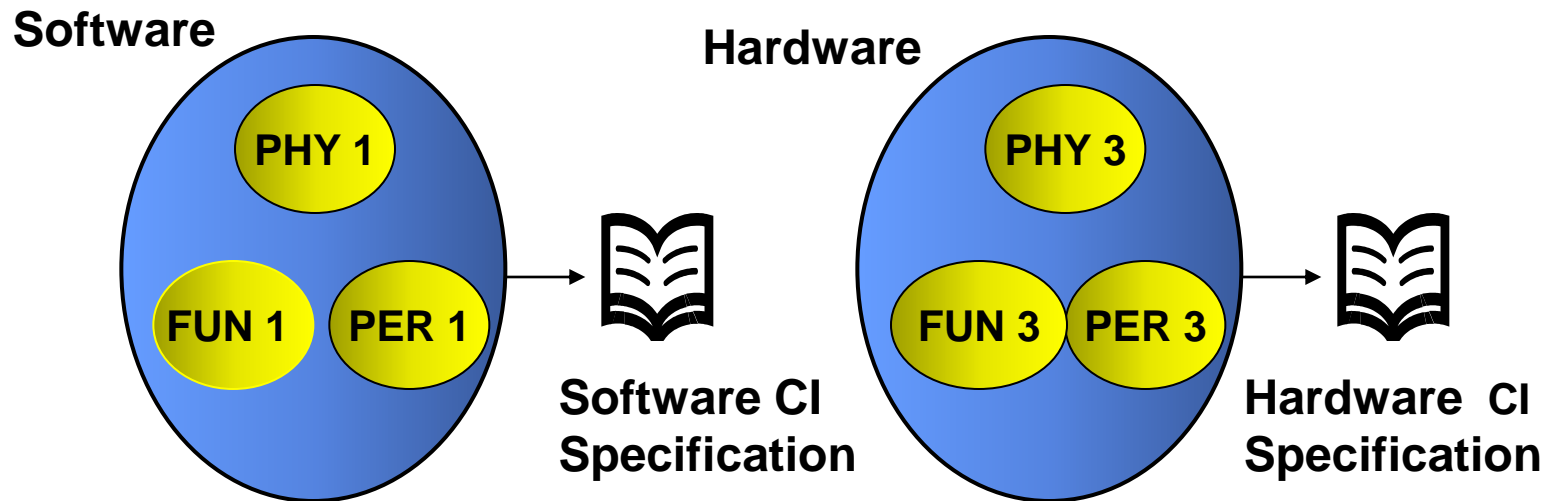 Software
PHY 1
FUN 1 PER 1
Software CI
Specification
Hardware
PHY 3
FUN 3 PER 3
Hardware CI
Specification